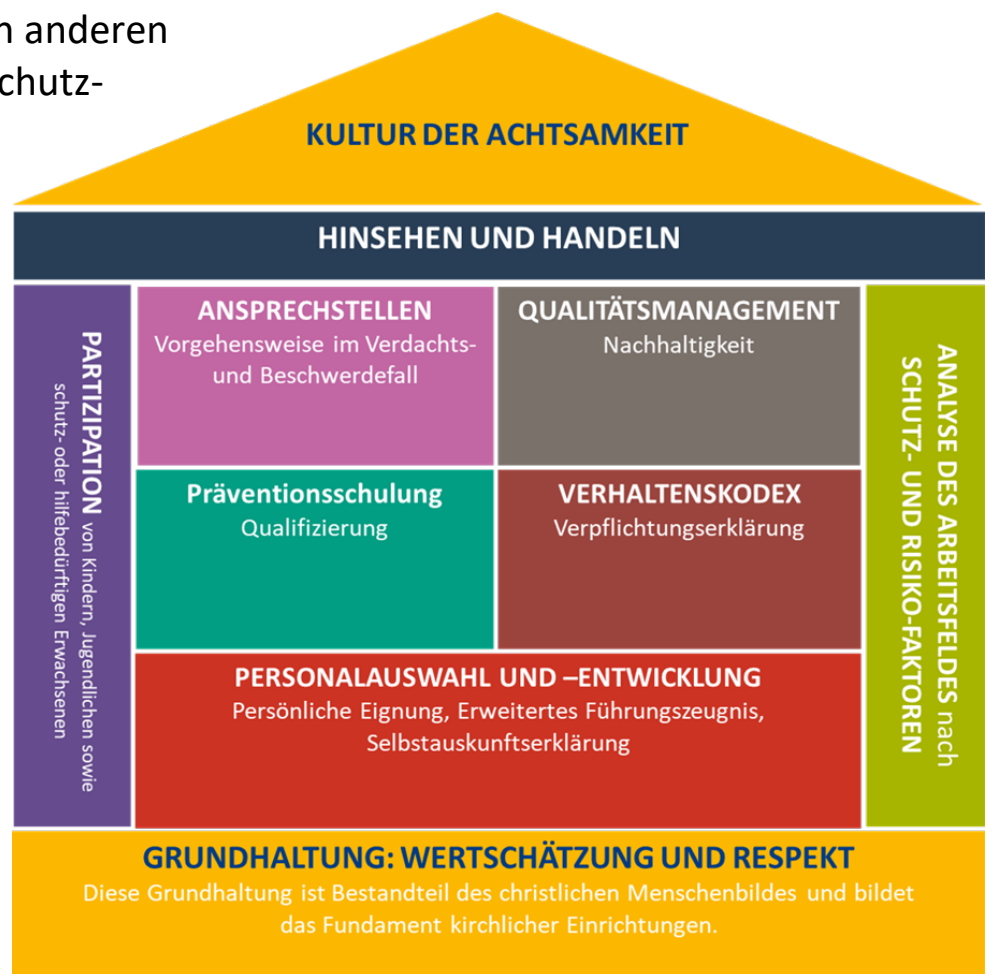 n anderen
chutz-
KULTUR DER ACHTSAMKEIT
HINSEHEN UND HANDELN
PARTIZIPATION von Kindern, Jugendlichen sowie
schutz- oder hilfebedürftigen Erwachsenen
ANSPRECHSTELLEN
Vorgehensweise im Verdachts-
und Beschwerdefall
QUALITÄTSMANAGEMENT
Nachhaltigkeit
Präventionsschulung
Qualifizierung
VERHALTENSKODEX
Verpflichtungserklärung
PERSONALAUSWAHL UND –ENTWICKLUNG
Persönliche Eignung, Erweitertes Führungszeugnis,
Selbstauskunftserklärung
ANALYSE DES ARBEITSFELDES nach
SCHUTZ- UND RISIKO-FAKTOREN
GRUNDHALTUNG: WERTSCHÄTZUNG UND RESPEKT
Diese Grundhaltung ist Bestandteil des christlichen Menschenbildes und bildet
das Fundament kirchlicher Einrichtungen.